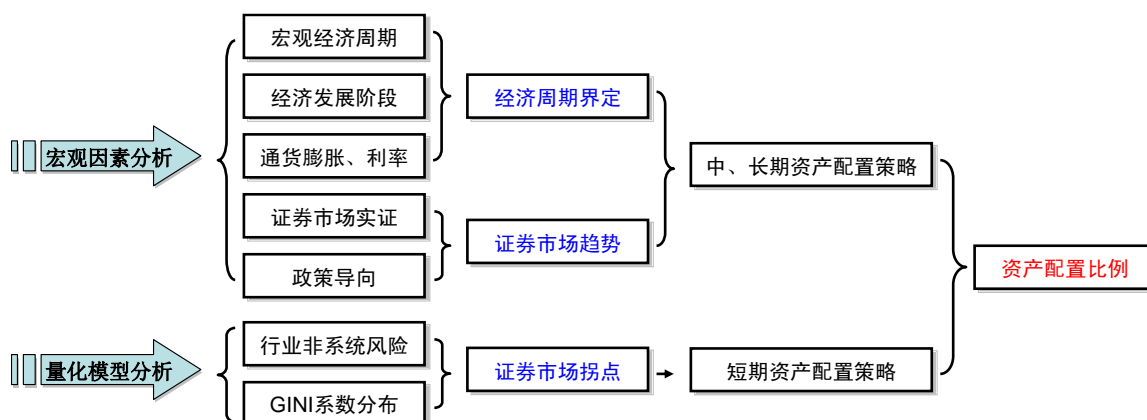 宏观因素分析
宏观经济周期
经济发展阶段
通货膨胀、利率
证券市场实证
政策导向
经济周期界定
证券市场趋势
中、长期资产配置策略
量化模型分析
行业非系统风险
GINI系数分布
证券市场拐点
短期资产配置策略
资产配置比例